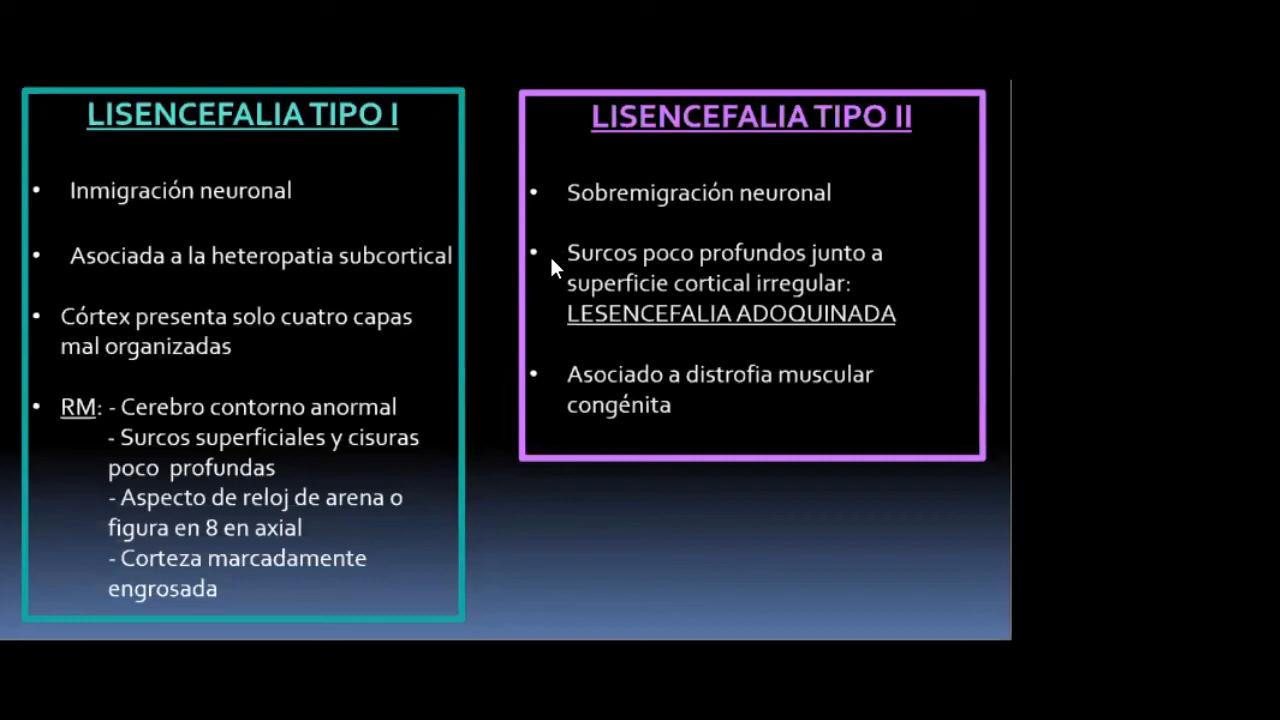 LISENCEFALIA TIPO I
• Inmigración neuronal
• Asociada a la heteropatia subcortical
• Córtex presenta solo cuatro capas
mal organizadas
• RM: - Cerebro contorno anormal
- Surcos superficiales y cisuras
poco profundas
- Aspecto de reloj de arena o
figura en 8 en axial
- Corteza marcadamente
engrosada
LISENCEFALIA TIPO II
• Sobremigración neuronal
• Surcos poco profundos junto a
superficie cortical irregular:
LESENCEFALIA ADOQUINADA
• Asociado a distrofia muscular
congénita